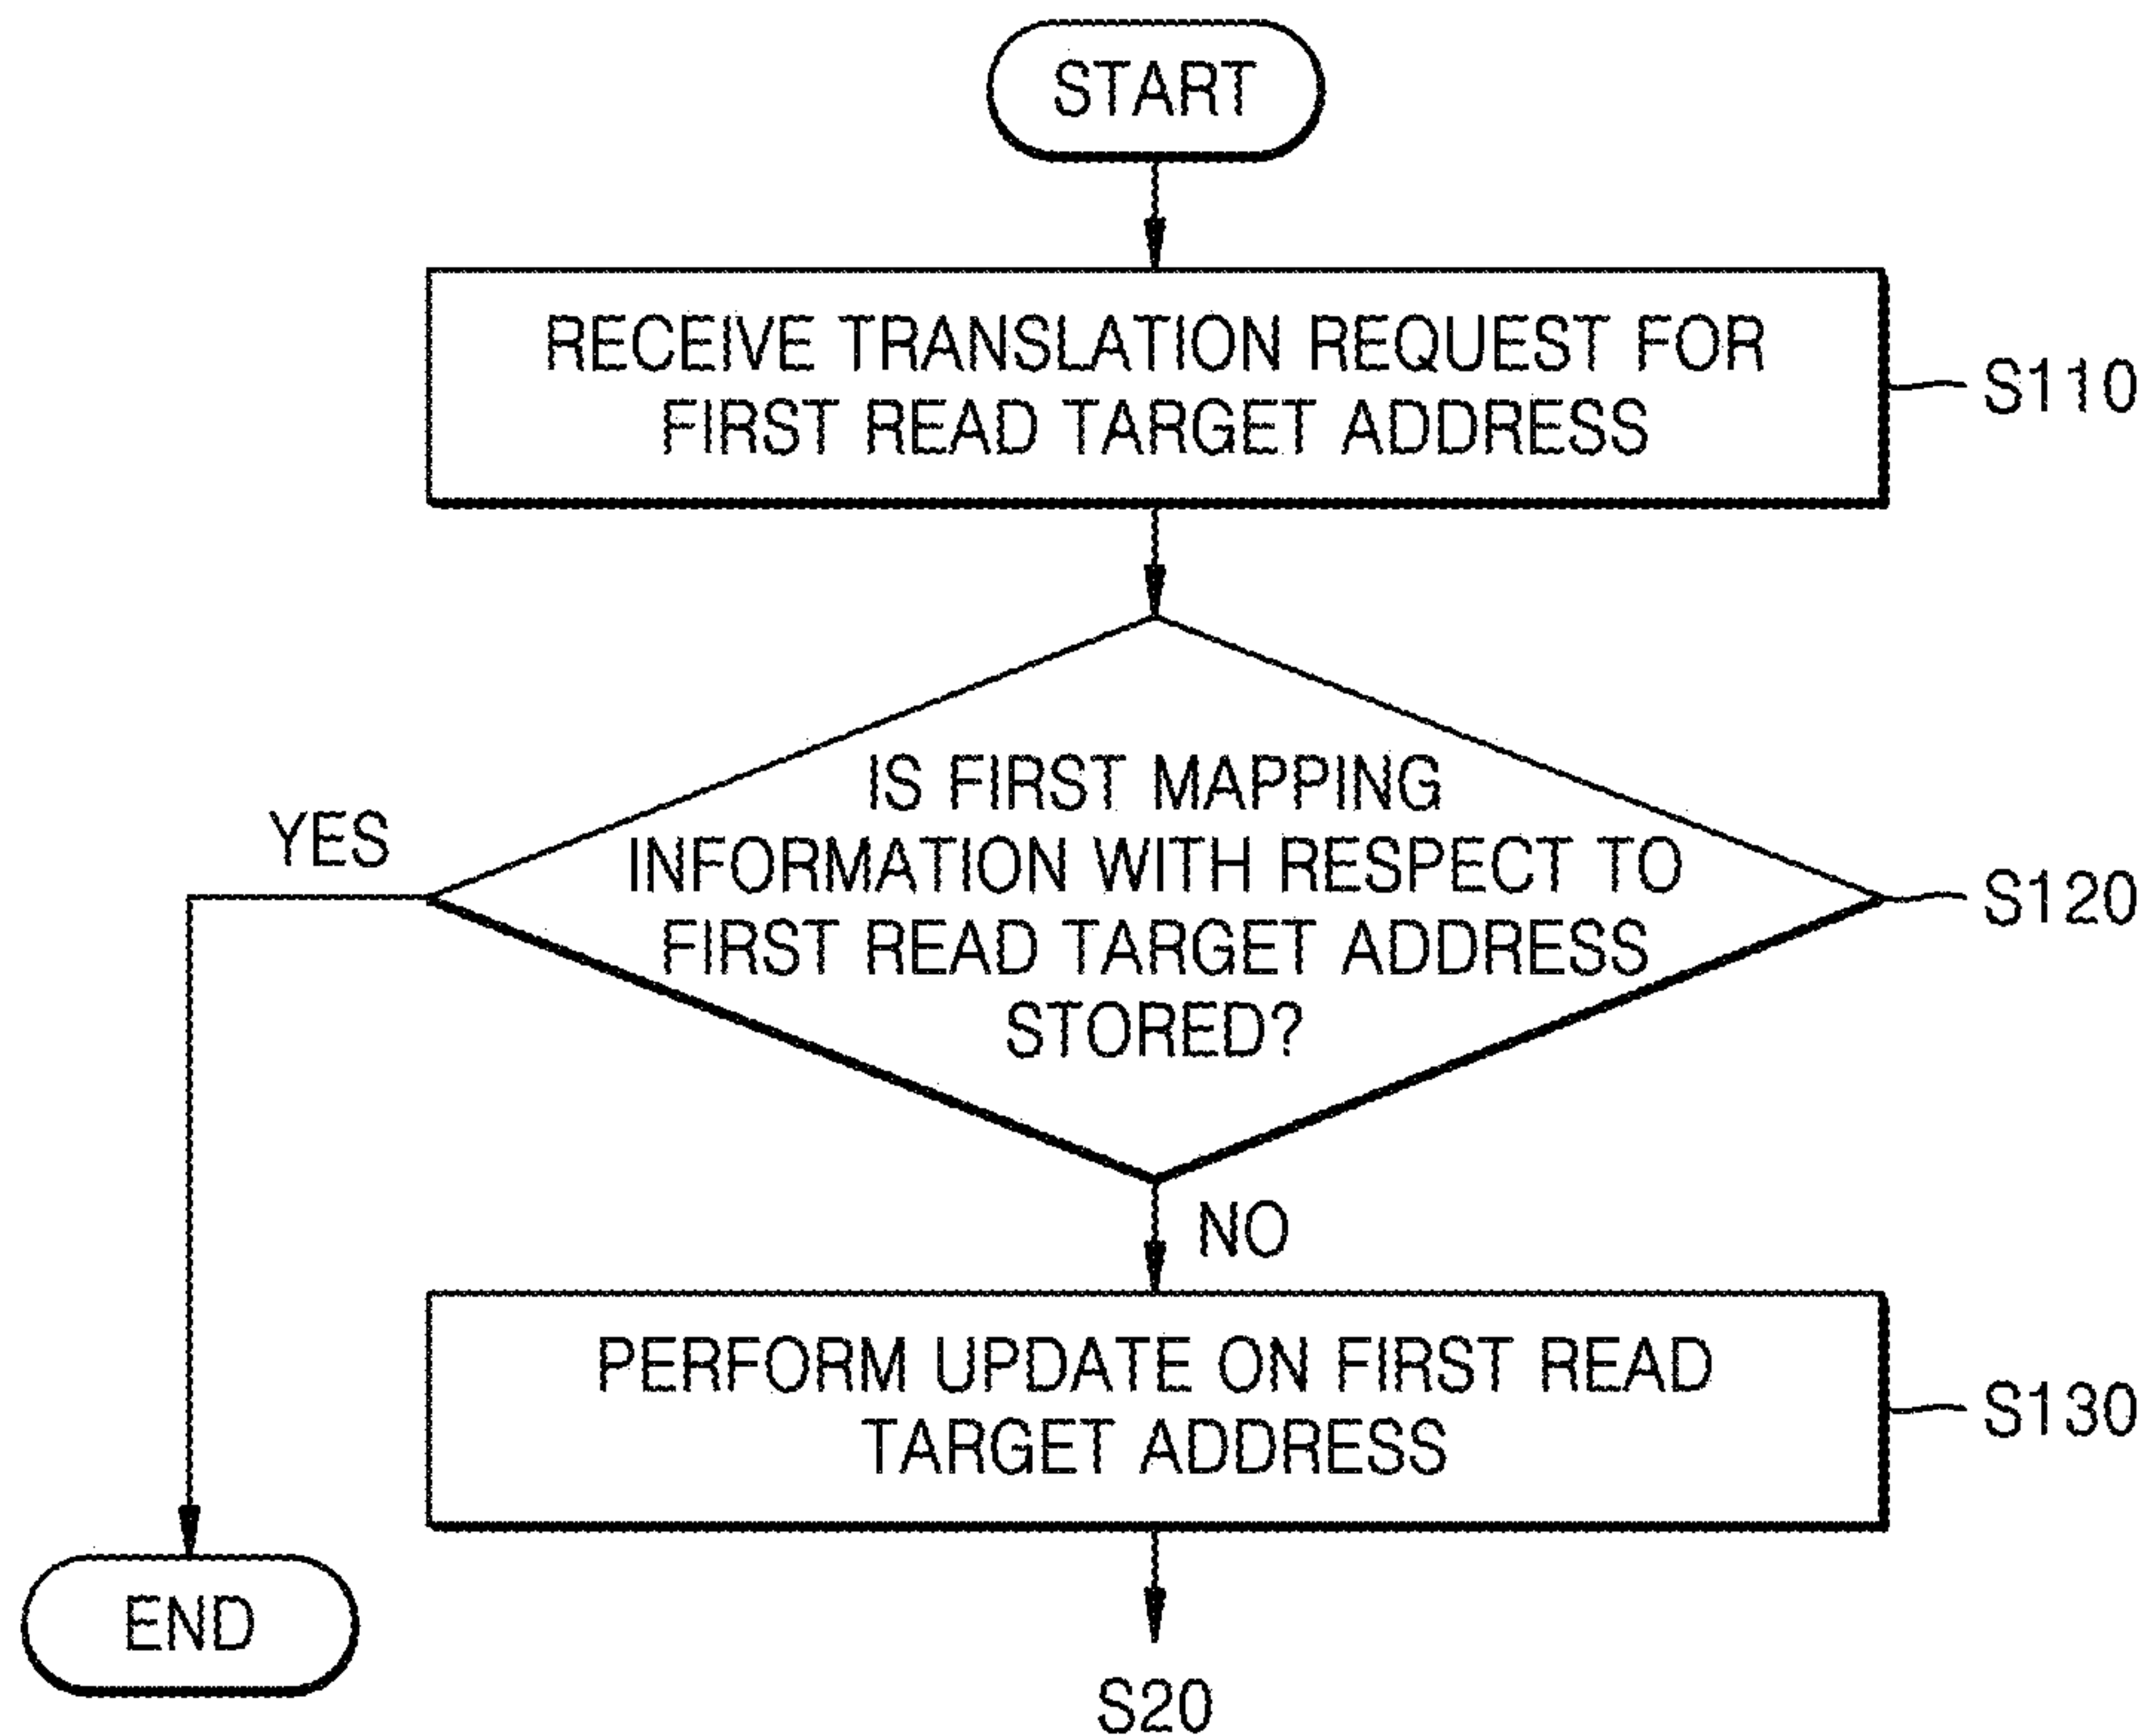 START
RECEIVE TRANSLATION REQUEST FOR
FIRST READ TARGET ADDRESS
S110
IS FIRST MAPPING
INFORMATION WITH RESPECT TO
FIRST READ TARGET ADDRESS
STORED?
S120
YES
NO
PERFORM UPDATE ON FIRST READ
TARGET ADDRESS
S130
END
S20